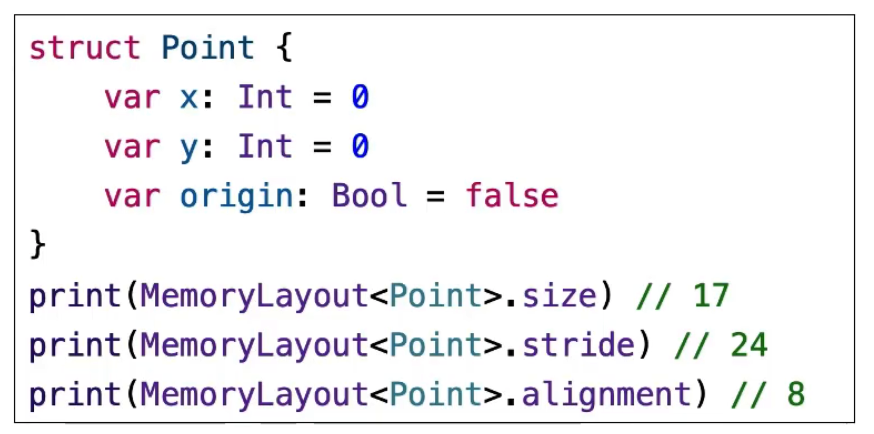 struct Point {
    var x: Int = 0
    var y: Int = 0
    var origin: Bool = false
}
print(MemoryLayout<Point>.size) // 17
print(MemoryLayout<Point>.stride) // 24
print(MemoryLayout<Point>.alignment) // 8